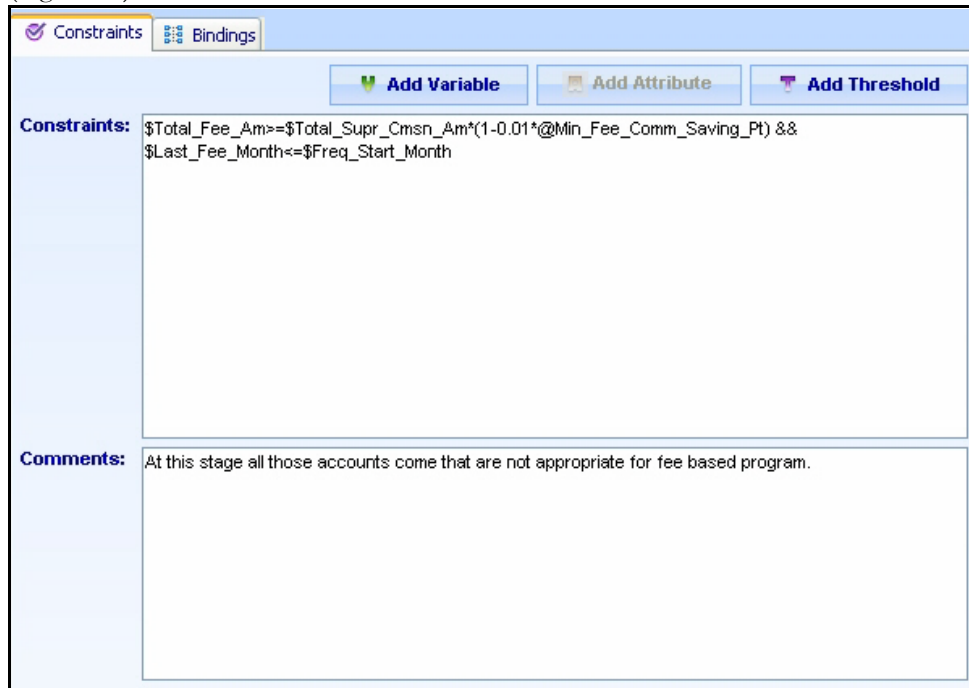 Constraints
Bindings
Add Variable
Add Attribute
Add Threshold
Constraints:
$Total_Fee_Am>=$Total_Supr_Cmsn_Am*(1-0.01*@Min_Fee_Comm_Saving_Pt) &&
$Last_Fee_Month<=$Freq_Start_Month
Comments:
At this stage all those accounts come that are not appropriate for fee based program.